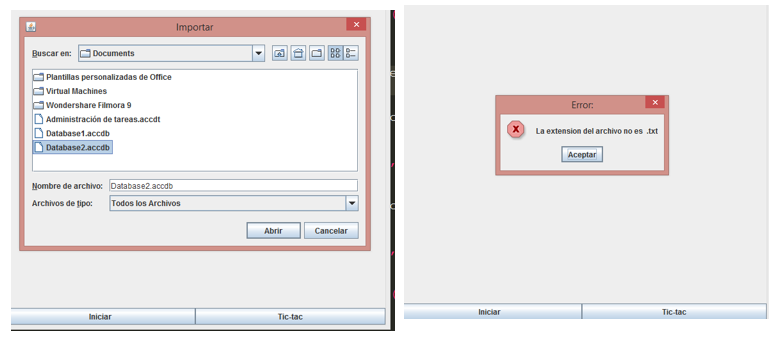 Importar
Buscar en: Documents
Plantillas personalizadas de Office
Virtual Machines
Wondershare Filmora 9
Administración de tareas.accdt
Database1.accdb
Database2.accdb
Nombre de archivo: Database2.accdb
Archivos de tipo: Todos los Archivos
Abrir Cancelar
Iniciar Tic-tac
Error:
La extension del archivo no es .txt
Aceptar
Iniciar Tic-tac